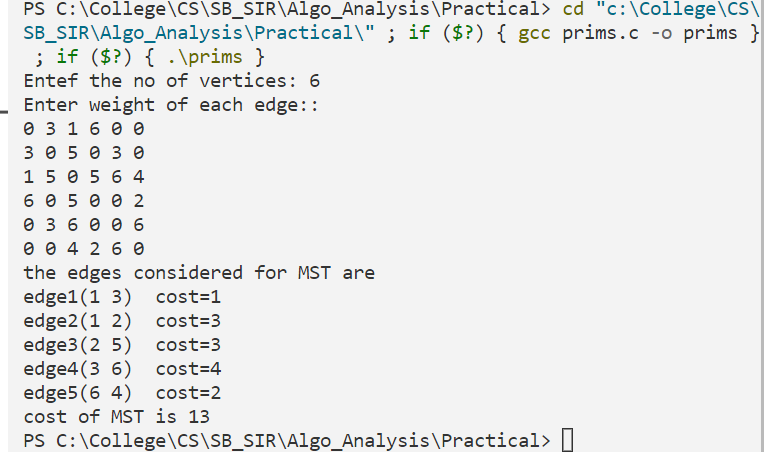 PS C:\College\CS\SB_SIR\Algo_Analysis\Practical> cd "c:\College\CS\
SB_SIR\Algo_Analysis\Practical\" ; if ($?) { gcc prims.c -o prims }
; if ($?) { .\prims }
Entef the no of vertices: 6
Enter weight of each edge::
0 3 1 6 0 0
3 0 5 0 3 0
1 5 0 5 6 4
6 0 5 0 0 2
0 3 6 0 0 6
0 0 4 2 6 0
the edges considered for MST are
edge1(1 3)  cost=1
edge2(1 2)  cost=3
edge3(2 5)  cost=3
edge4(3 6)  cost=4
edge5(6 4)  cost=2
cost of MST is 13
PS C:\College\CS\SB_SIR\Algo_Analysis\Practical>